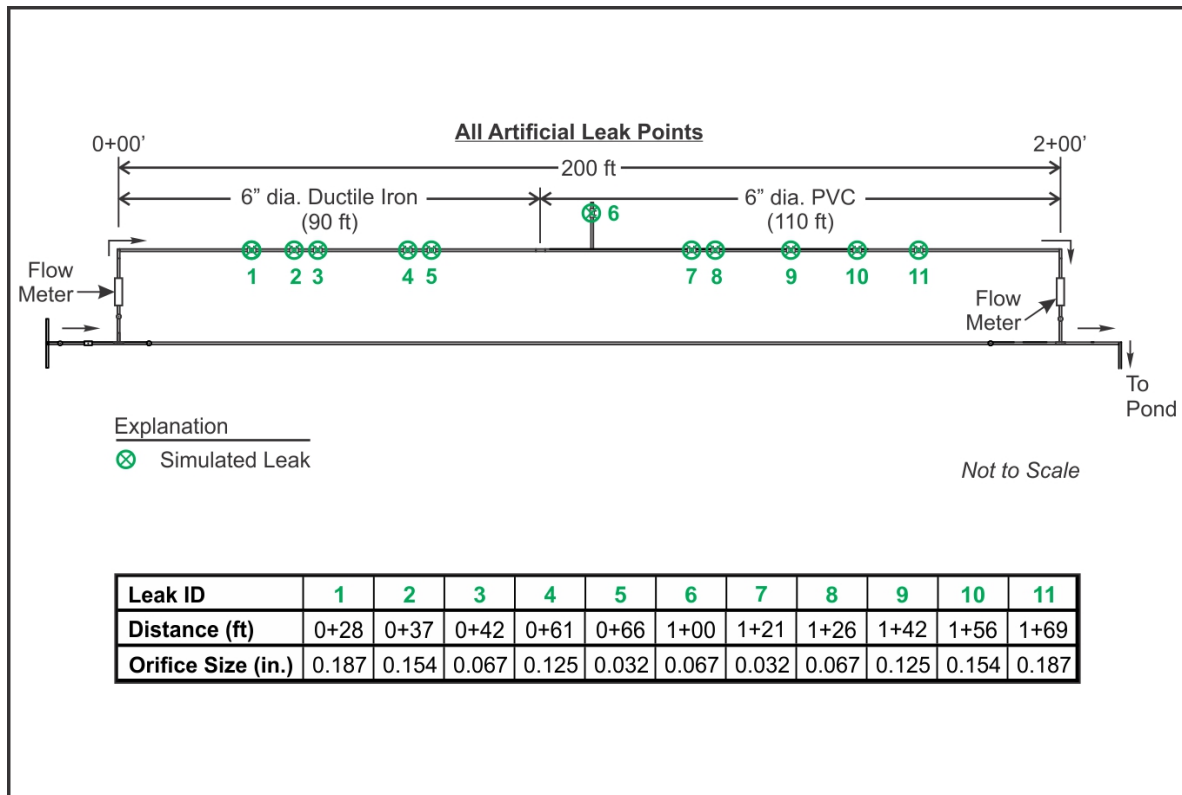 All Artificial Leak Points
0+00’
2+00’
200 ft
6” dia. Ductile Iron
(90 ft)
6” dia. PVC
(110 ft)
6
Flow
Meter
1 2 3 4 5 7 8 9 10 11
Flow
Meter
To
Pond
Explanation
Simulated Leak
Not to Scale
Leak ID 1 2 3 4 5 6 7 8 9 10 11
Distance (ft) 0+28 0+37 0+42 0+61 0+66 1+00 1+21 1+26 1+42 1+56 1+69
Orifice Size (in.) 0.187 0.154 0.067 0.125 0.032 0.067 0.032 0.067 0.125 0.154 0.187